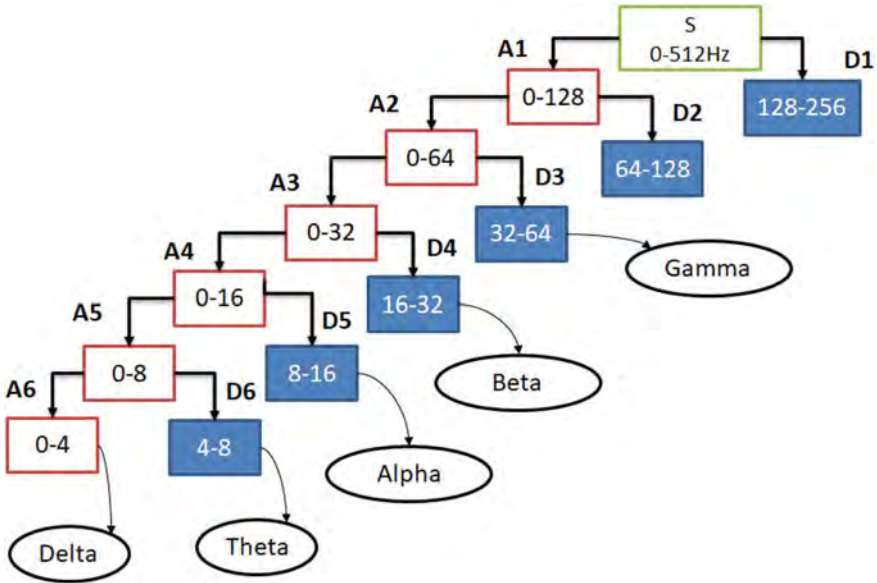 S
0-512Hz
A1
D1
0-128
128-256
A2
D2
0-64
64-128
A3
D3
0-32
32-64
Gamma
A4
D4
0-16
16-32
A5
D5
0-8
8-16
Beta
A6
D6
0-4
4-8
Alpha
Delta
Theta